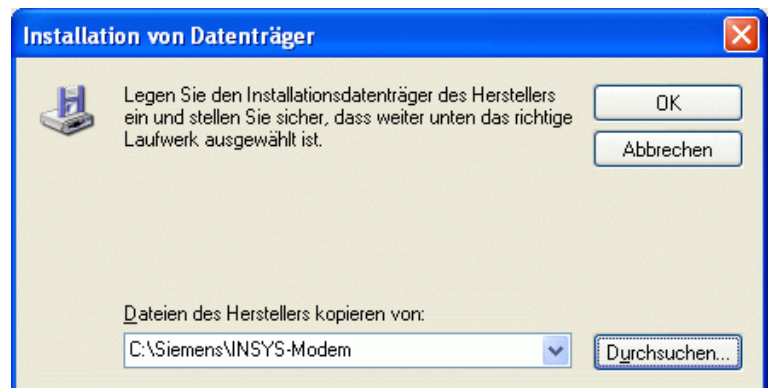 Installation von Datenträger
Legen Sie den Installationsdatenträger des Herstellers
ein und stellen Sie sicher, dass weiter unten das richtige
Laufwerk ausgewählt ist.
OK
Abbrechen
Dateien des Herstellers kopieren von:
C:\Siemens\INSYS-Modem
Durchsuchen...